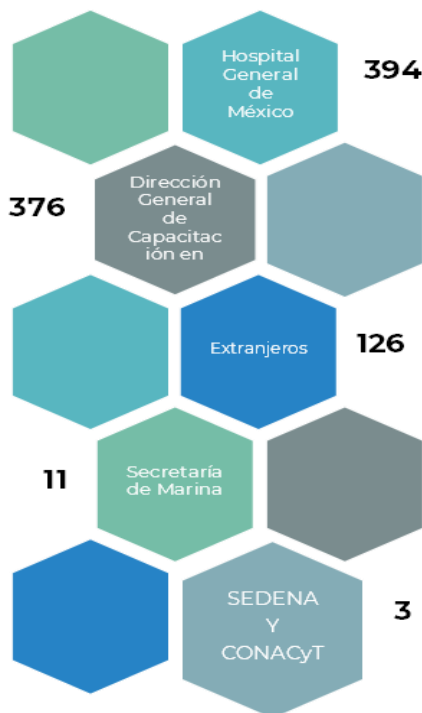 Hospital
General
de
México
394
376
Dirección
General
de
Capacitac
ión en
Extranjeros
126
11
Secretaría
de Marina
SEDENA
Y
CONACyT
3